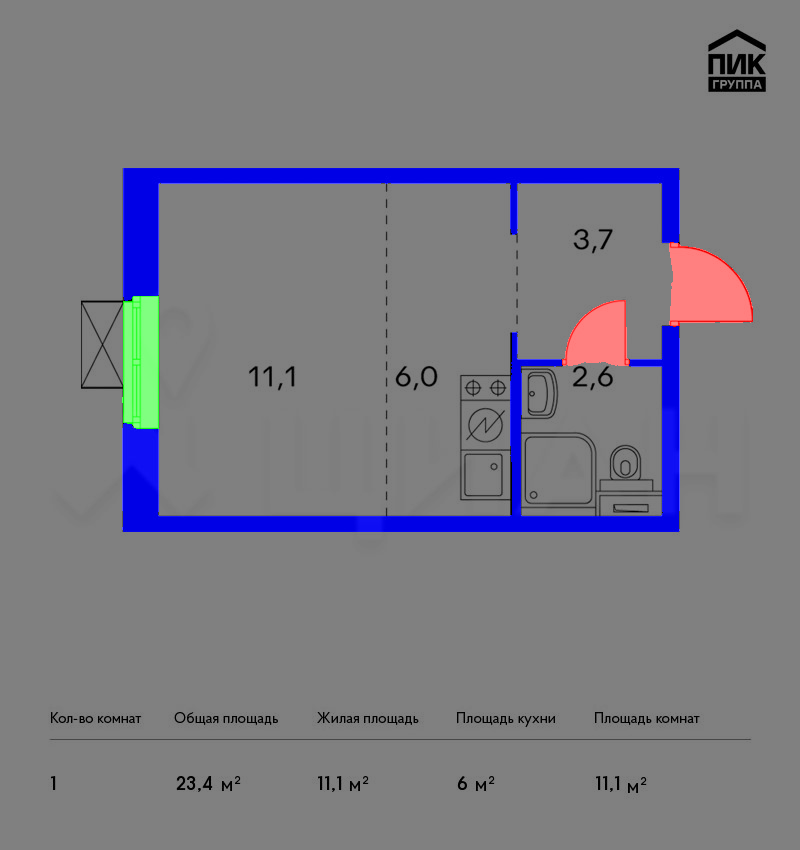 ПИК
ГРУППА
3,7
11,1
6,0
2,6
Кол-во комнат Общая площадь Жилая площадь Площадь кухни Площадь комнат
1 23,4 м² 11,1 м² 6 м² 11,1 м²